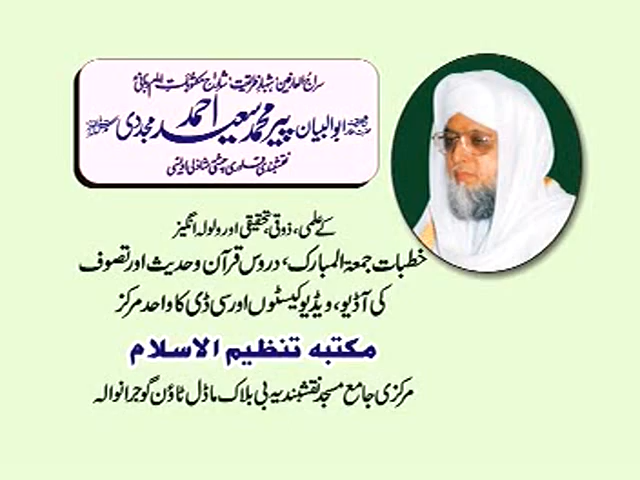 سراج العارفین، شہباز طریقت، شارح مکتوبات امام ربانی
ابوالبیان پیر محمد سعید احمد مجددی
نقشبندی قادری چشتی شاذلی اویسی
کے علمی، ذوقی، تحقیقی اور ولولہ انگیز
خطبات جمعۃ المبارک، دروس قرآن و حدیث اور تصوف
کی آڈیو، ویڈیو کیسٹوں اور سی ڈی کا واحد مرکز
مکتبہ تنظیم الاسلام
مرکزی جامع مسجد نقشبندیہ بی بلاک ماڈل ٹاؤن گوجرانوالہ